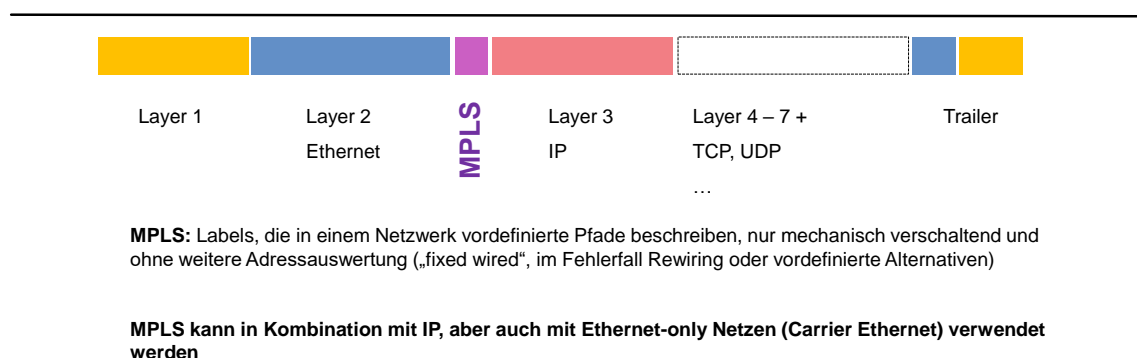 Layer 1
Layer 2
Ethernet
MPLS
Layer 3
IP
Layer 4 – 7 +
TCP, UDP
…
Trailer
MPLS: Labels, die in einem Netzwerk vordefinierte Pfade beschreiben, nur mechanisch verschaltend und
ohne weitere Adressauswertung („fixed wired“, im Fehlerfall Rewiring oder vordefinierte Alternativen)
MPLS kann in Kombination mit IP, aber auch mit Ethernet-only Netzen (Carrier Ethernet) verwendet
werden